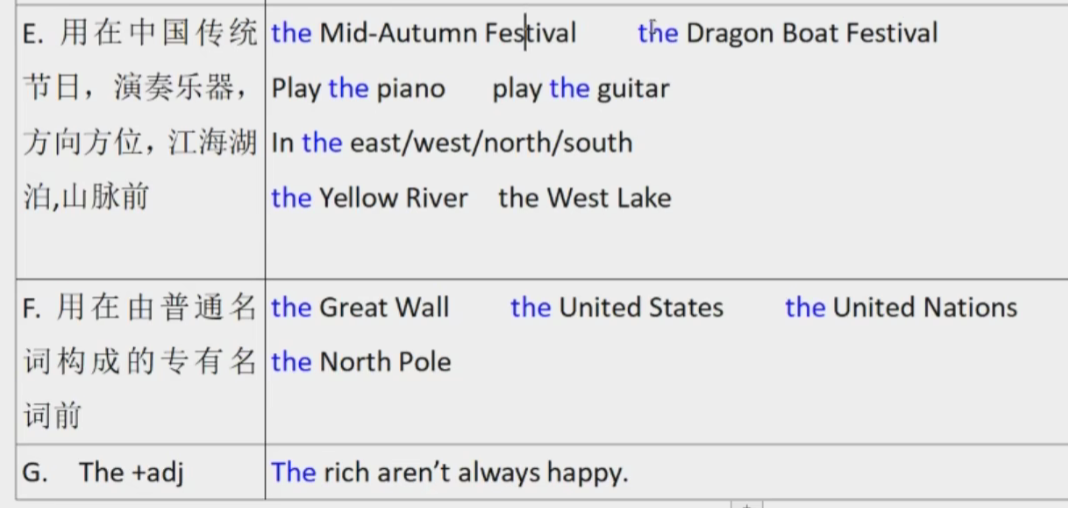 E. 用在中国传统 the Mid-Autumn Festival the Dragon Boat Festival
节日，演奏乐器， Play the piano play the guitar
方向方位，江海湖 In the east/west/north/south
泊,山脉前 the Yellow River the West Lake
F. 用在由普通名 the Great Wall the United States the United Nations
词构成的专有名 the North Pole
词前
G. The +adj The rich aren’t always happy.